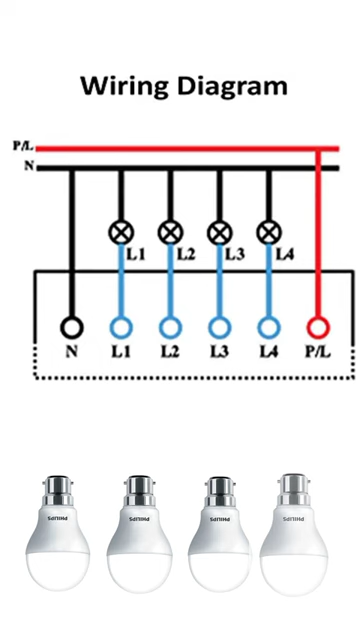 Wiring Diagram
P/L
N
L1 L2 L3 L4
N L1 L2 L3 L4 P/L
PHILIPS PHILIPS PHILIPS PHILIPS